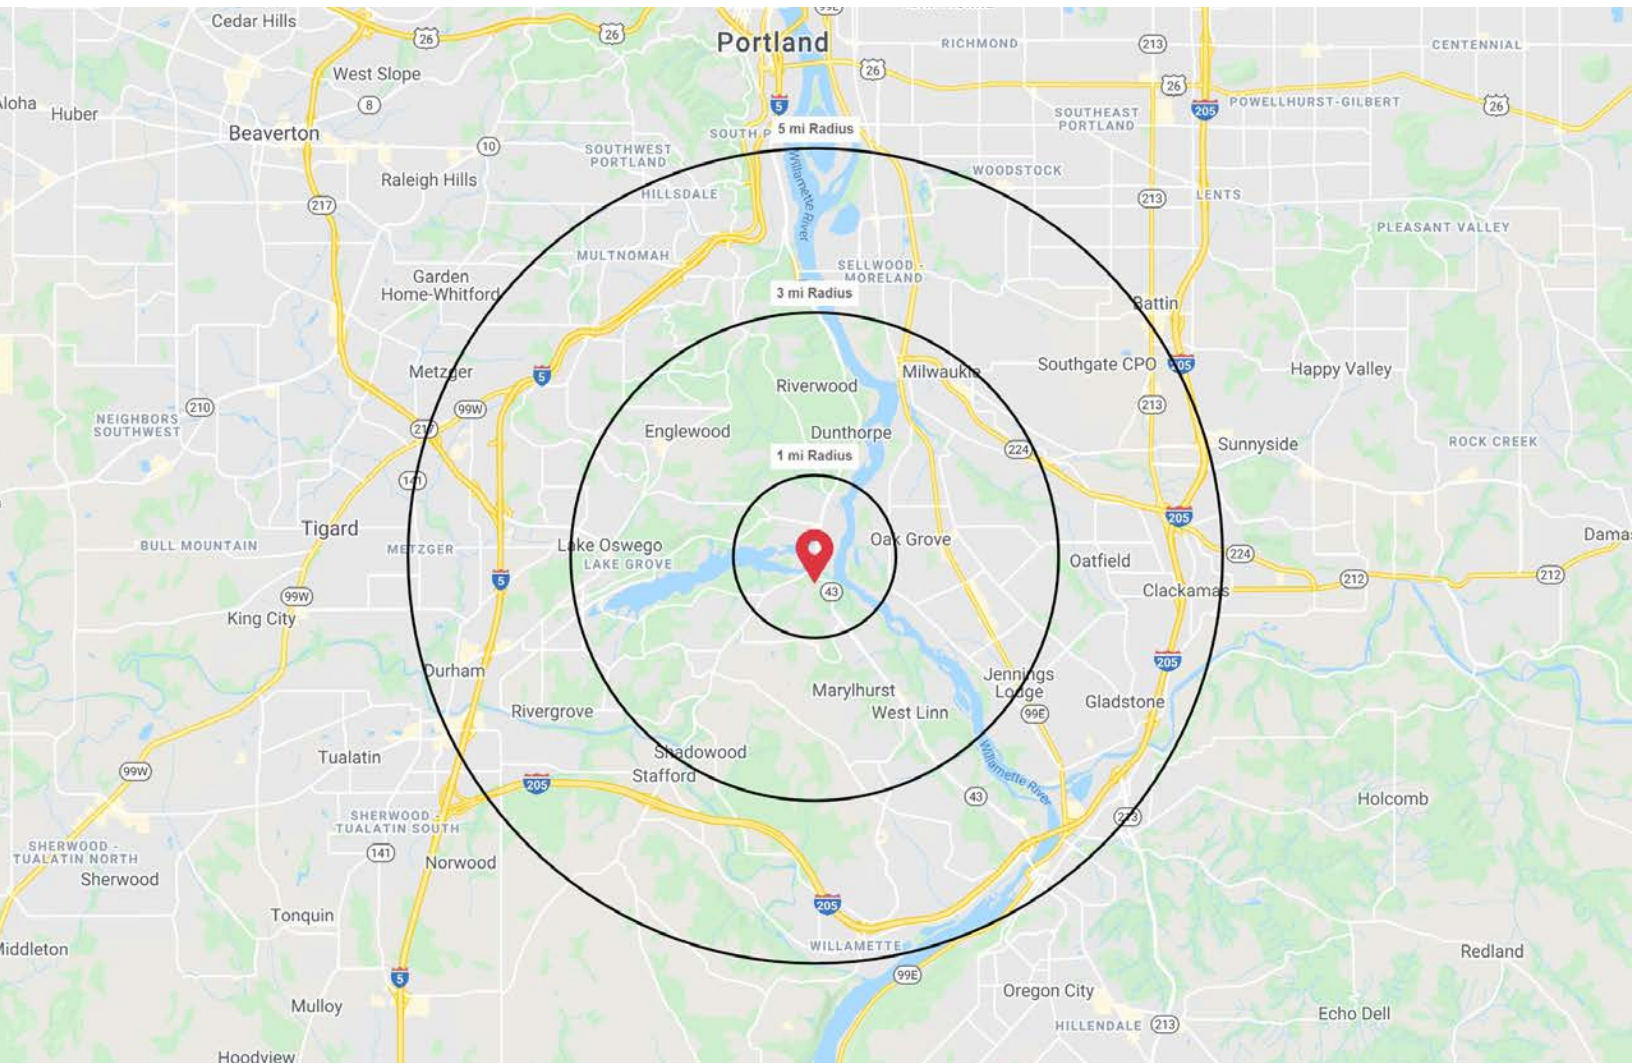 Cedar Hills
26
26
Portland
99E
RICHMOND
213
CENTENNIAL
West Slope
26
26
5
8
205
POWELLHURST-GILBERT
26
Huber
SOUTHEAST
PORTLAND
Beaverton
SOUTH P
5 mi Radius
10
SOUTHWEST
PORTLAND
WOODSTOCK
Raleigh Hills
HILLSDALE
Willamette River
213
LENTS
217
PLEASANT VALLEY
MULTNOMAH
SELLWOOD -
MORELAND
Garden
Home-Whitford
3 mi Radius
Battin
Metzger
5
Riverwood
Milwaukie
Southgate CPO
205
Happy Valley
210
99W
213
NEIGHBORS
SOUTHWEST
217
Englewood
Dunthorpe
224
Sunnyside
ROCK CREEK
1 mi Radius
141
205
Tigard
BULL MOUNTAIN
METZGER
Lake Oswego
LAKE GROVE
Oak Grove
Oatfield
224
Damas
5
43
212
212
99W
Clackamas
King City
Durham
205
Jennings
Lodge
Marylhurst
West Linn
99E
Gladstone
Rivergrove
Tualatin
Shadowood
Stafford
99W
205
Willamette River
43
Holcomb
SHERWOOD -
TUALATIN SOUTH
213
141
SHERWOOD -
TUALATIN NORTH
Norwood
Sherwood
205
Tonquin
WILLAMETTE
Redland
5
99E
Oregon City
Mulloy
Echo Dell
HILLENDALE
213
Hoodview